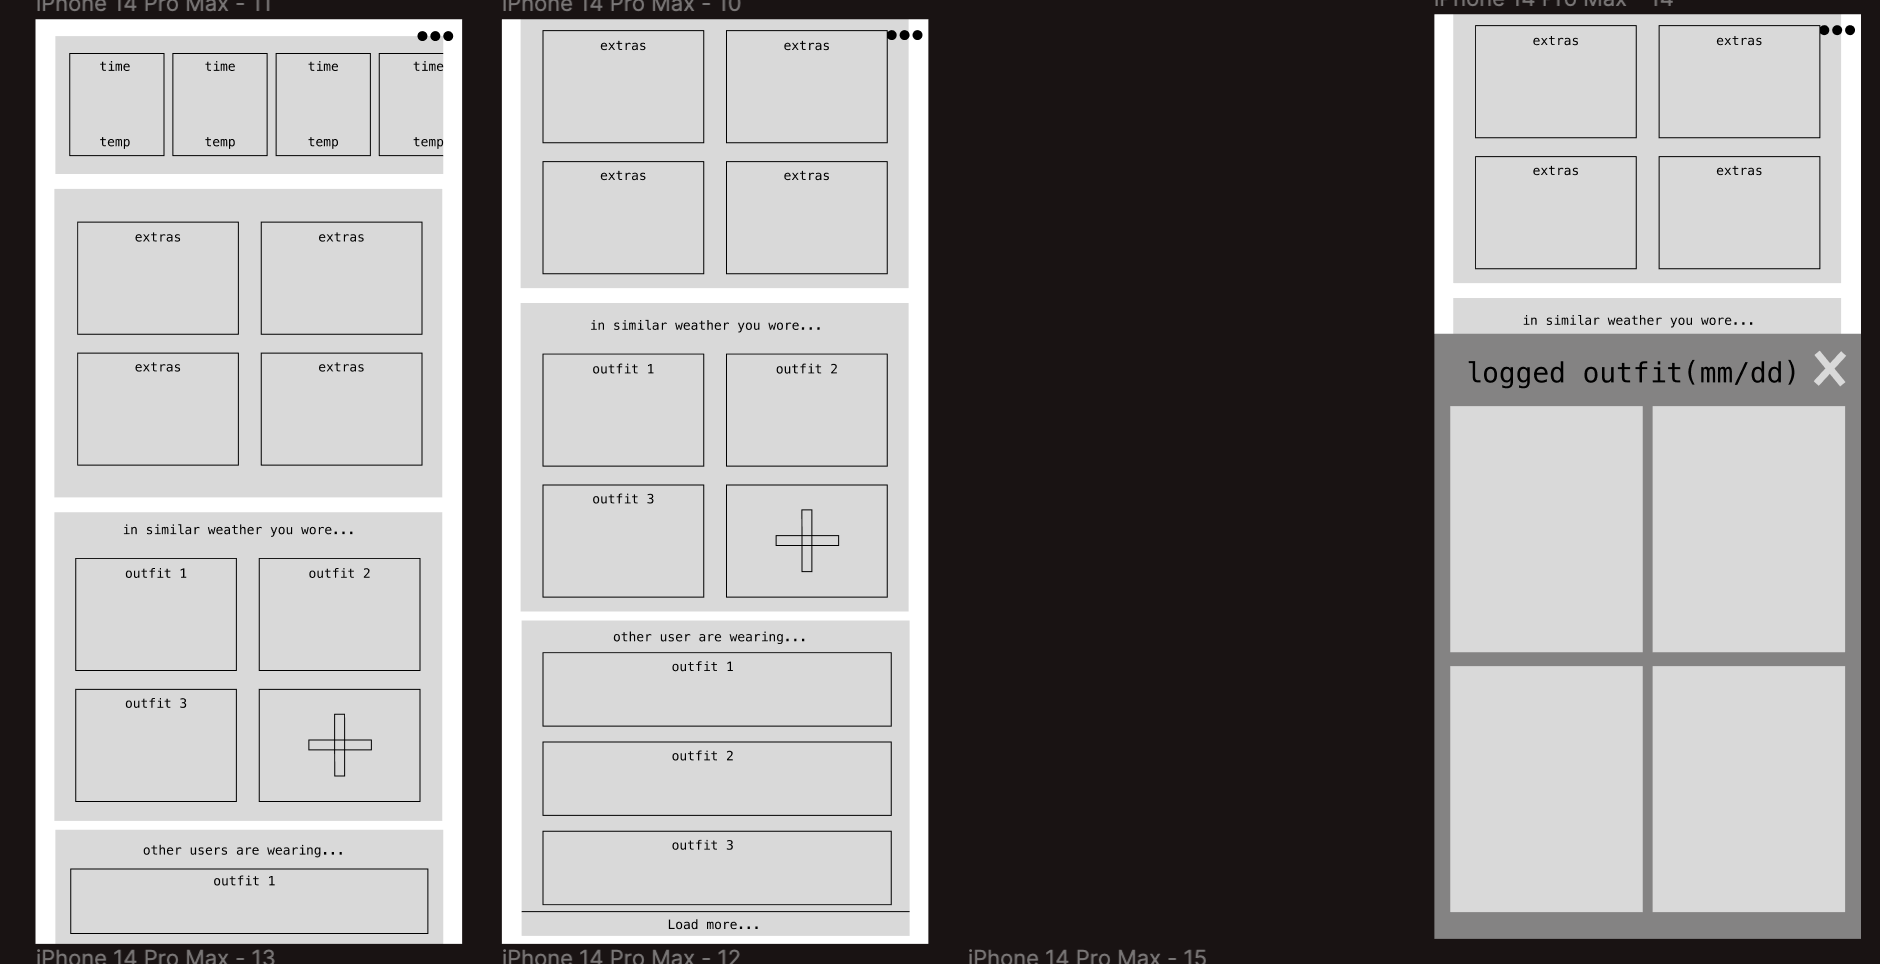 iPhone 14 Pro Max - 11
time time time time
temp temp temp temp
extras extras
extras extras
in similar weather you wore...
outfit 1 outfit 2
outfit 3
other users are wearing...
outfit 1
iPhone 14 Pro Max - 13
iPhone 14 Pro Max - 10
extras extras
extras extras
in similar weather you wore...
outfit 1 outfit 2
outfit 3
other user are wearing...
outfit 1
outfit 2
outfit 3
Load more...
iPhone 14 Pro Max - 12
iPhone 14 Pro Max - 15
iPhone 14 Pro Max - 14
extras extras
extras extras
in similar weather you wore...
logged outfit(mm/dd)